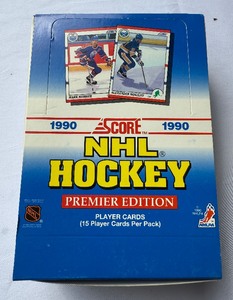 1990 SCORE 1990
NHL
HOCKEY
PREMIER EDITION
PLAYER CARDS
(15 Player Cards Per Pack)